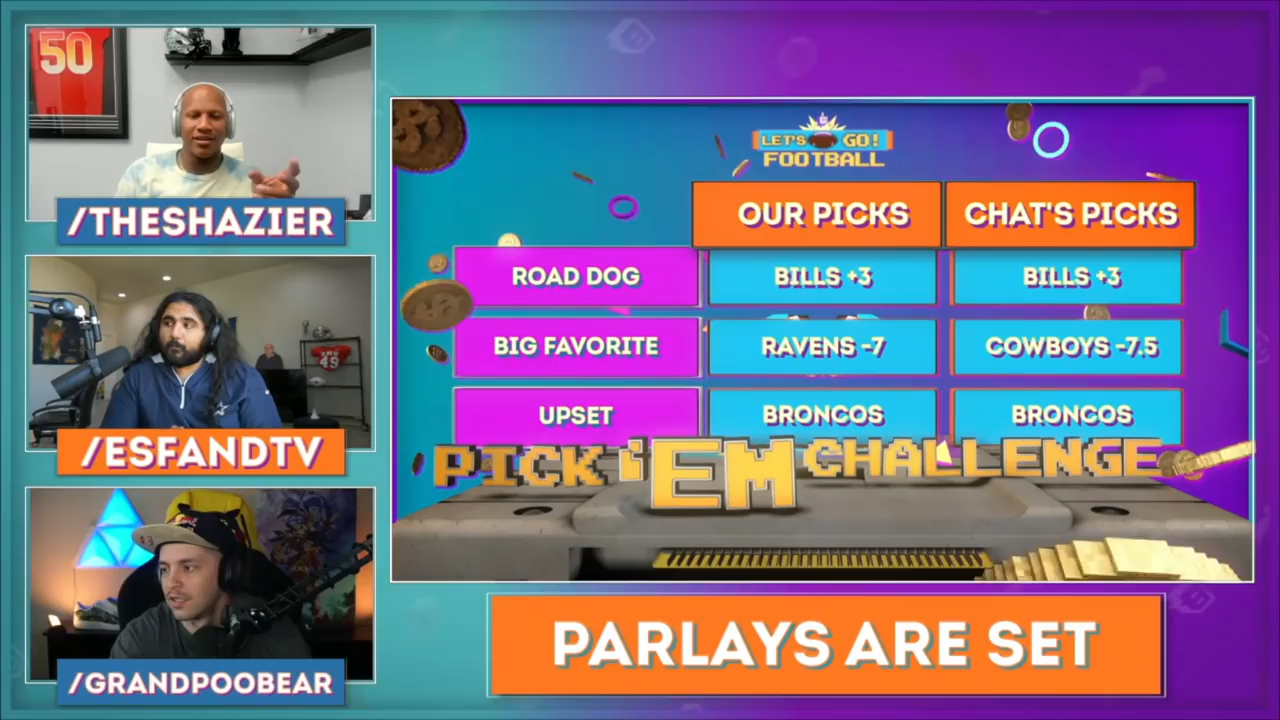 50
/THESHAZIER
/ESFANDTV
49
/GRANDPOOBEAR
LET'S GO!
FOOTBALL
OUR PICKS
CHAT'S PICKS
ROAD DOG
BILLS +3
BILLS +3
BIG FAVORITE
RAVENS -7
COWBOYS -7.5
UPSET
BRONCOS
BRONCOS
PICK 'EM CHALLENGE
PARLAYS ARE SET